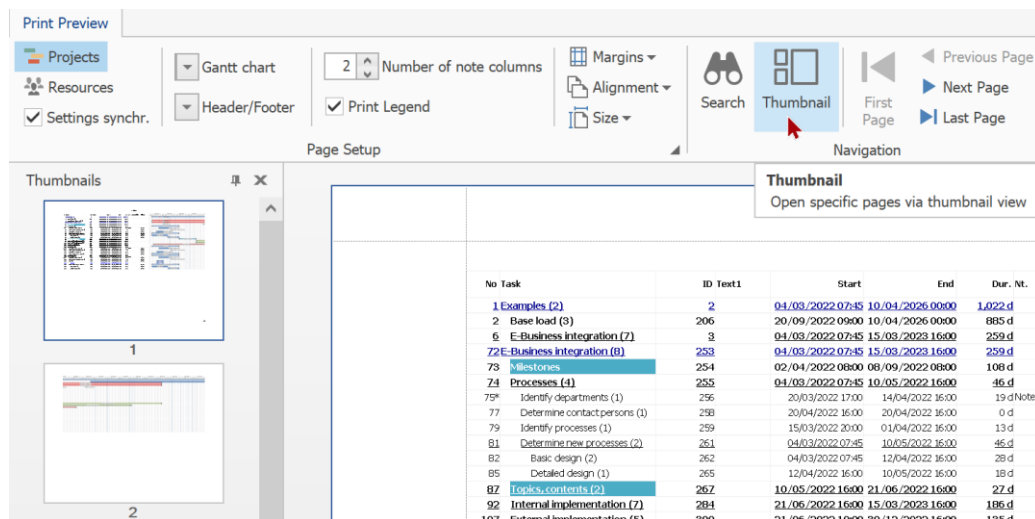 Print Preview
Projects
Resources
Settings synchr.
Gantt chart
Header/Footer
2 Number of note columns
Print Legend
Margins
Alignment
Size
Page Setup
Search
Thumbnail
First Page
Previous Page
Next Page
Last Page
Navigation
Thumbnail
Open specific pages via thumbnail view
Thumbnails
1
2
No Task ID Text1 Start End Dur. Nt.
1 Examples (2) 2 04/03/2022 07:45 10/04/2026 00:00 1,022 d
2 Base load (3) 206 20/09/2022 09:00 10/04/2026 00:00 885 d
6 E-Business integration (7) 3 04/03/2022 07:45 15/03/2023 16:00 259 d
72 E-Business integration (8) 253 04/03/2022 07:45 15/03/2023 16:00 259 d
73 Milestones 254 02/04/2022 08:00 08/09/2022 08:00 108 d
74 Processes (4) 255 04/03/2022 07:45 10/05/2022 16:00 46 d
75* Identify departments (1) 256 20/03/2022 17:00 14/04/2022 16:00 19 d Note
77 Determine contact persons (1) 258 20/04/2022 16:00 20/04/2022 16:00 0 d
79 Identify processes (1) 259 15/03/2022 20:00 01/04/2022 16:00 13 d
81 Determine new processes (2) 261 04/03/2022 07:45 10/05/2022 16:00 46 d
82 Basic design (2) 262 04/03/2022 07:45 12/04/2022 16:00 28 d
85 Detailed design (1) 265 12/04/2022 16:00 10/05/2022 16:00 18 d
87 Topics, contents (2) 267 10/05/2022 16:00 21/06/2022 16:00 27 d
92 Internal implementation (7) 284 21/06/2022 16:00 15/03/2023 16:00 186 d